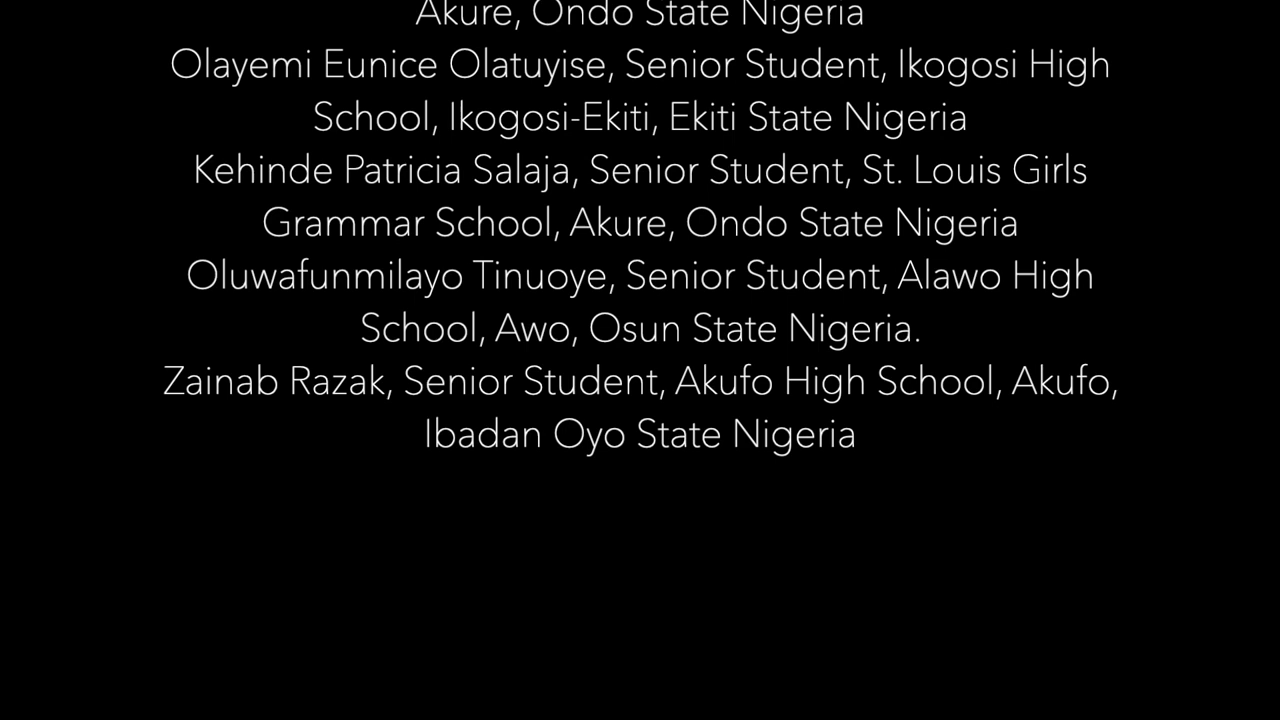 Akure, Ondo State Nigeria
Olayemi Eunice Olatuyise, Senior Student, Ikogosi High
School, Ikogosi-Ekiti, Ekiti State Nigeria
Kehinde Patricia Salaja, Senior Student, St. Louis Girls
Grammar School, Akure, Ondo State Nigeria
Oluwafunmilayo Tinuoye, Senior Student, Alawo High
School, Awo, Osun State Nigeria.
Zainab Razak, Senior Student, Akufo High School, Akufo,
Ibadan Oyo State Nigeria